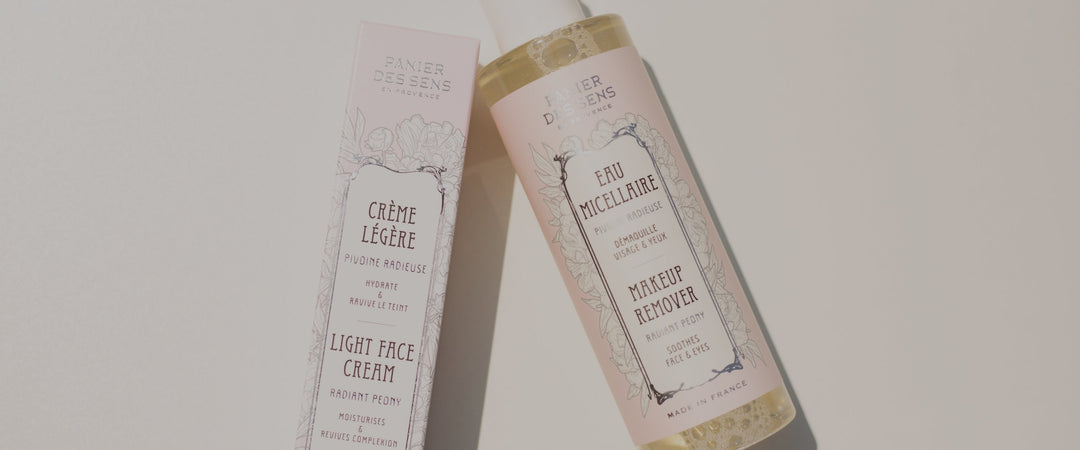 PANIER
DES SENS
EN PROVENCE
CRÈME
LÉGÈRE
PIVOINE RADIEUSE
HYDRATE
&
RAVIVE LE TEINT
LIGHT FACE
CREAM
RADIANT PEONY
MOISTURISES
&
REVIVES COMPLEXION
PANIER
DES SENS
EN PROVENCE
EAU
MICELLAIRE
PIVOINE RADIEUSE
DÉMAQUILLE
VISAGE & YEUX
MAKEUP
REMOVER
RADIANT PEONY
SOOTHES
FACE & EYES
MADE IN FRANCE